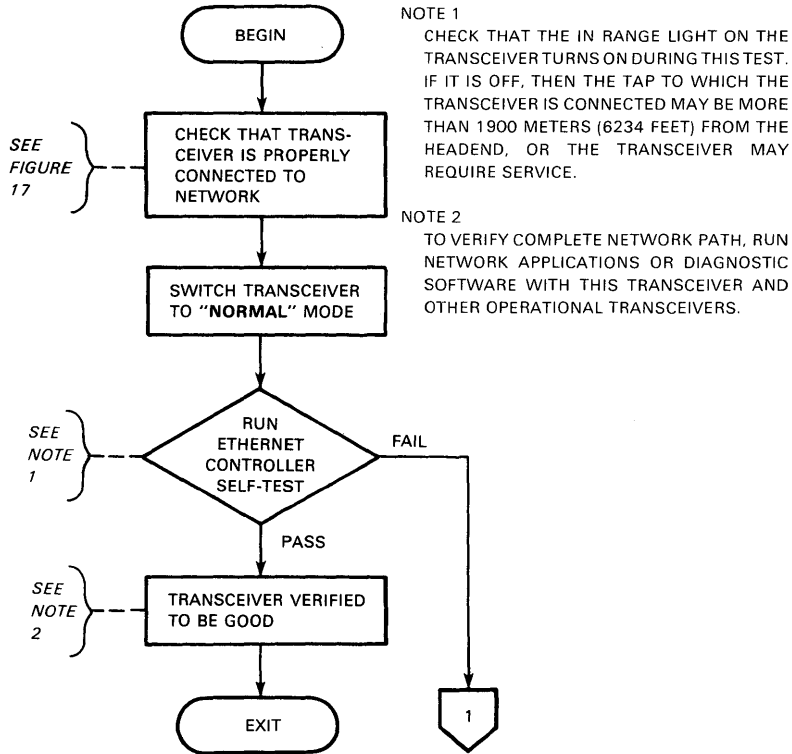 BEGIN
SEE
FIGURE
17
CHECK THAT TRANS-
CEIVER IS PROPERLY
CONNECTED TO
NETWORK
SWITCH TRANSCEIVER
TO "NORMAL" MODE
SEE
NOTE
1
RUN
ETHERNET
CONTROLLER
SELF-TEST
FAIL
PASS
SEE
NOTE
2
TRANSCEIVER VERIFIED
TO BE GOOD
EXIT
1
NOTE 1
CHECK THAT THE IN RANGE LIGHT ON THE
TRANSCEIVER TURNS ON DURING THIS TEST.
IF IT IS OFF, THEN THE TAP TO WHICH THE
TRANSCEIVER IS CONNECTED MAY BE MORE
THAN 1900 METERS (6234 FEET) FROM THE
HEADEND, OR THE TRANSCEIVER MAY
REQUIRE SERVICE.
NOTE 2
TO VERIFY COMPLETE NETWORK PATH, RUN
NETWORK APPLICATIONS OR DIAGNOSTIC
SOFTWARE WITH THIS TRANSCEIVER AND
OTHER OPERATIONAL TRANSCEIVERS.